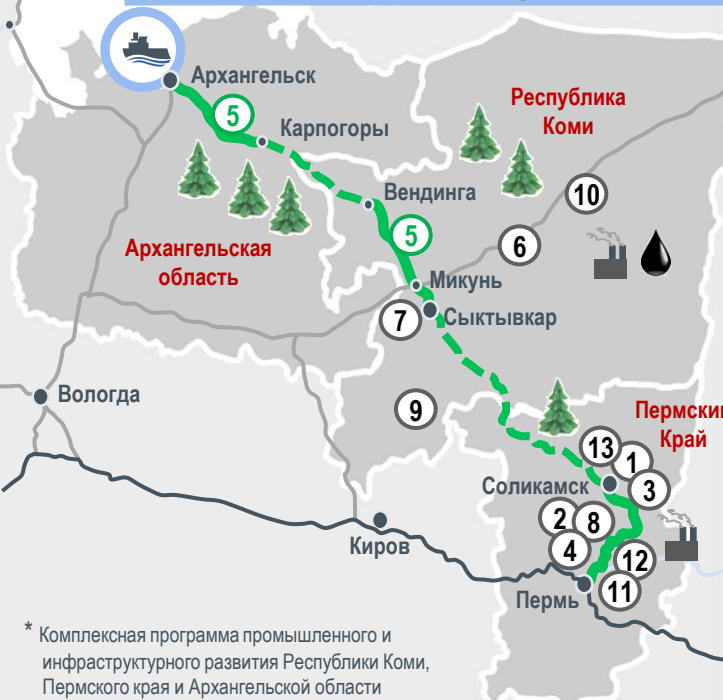 Архангельск
5
Карпогоры
Республика
Коми
10
Вендинга
5
6
Архангельская
область
Микунь
7
Сыктывкар
Вологда
9
Пермский
Край
13
1
Соликамск
3
2
8
Киров
4
12
Пермь
11
* Комплексная программа промышленного и
инфраструктурного развития Республики Коми,
Пермского края и Архангельской области